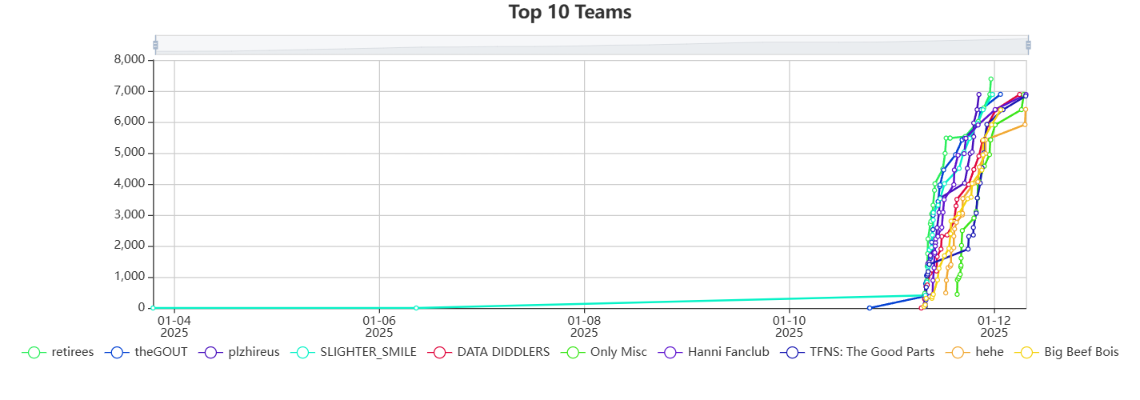 Top 10 Teams
8,000
7,000
6,000
5,000
4,000
3,000
2,000
1,000
0
01-04 01-06 01-08 01-10 01-12
2025 2025 2025 2025 2025
retirees theGOUT plzhireus SLIGHTER_SMILE DATA DIDDLERS Only Misc Hanni Fanclub TFNS: The Good Parts hehe Big Beef Bois